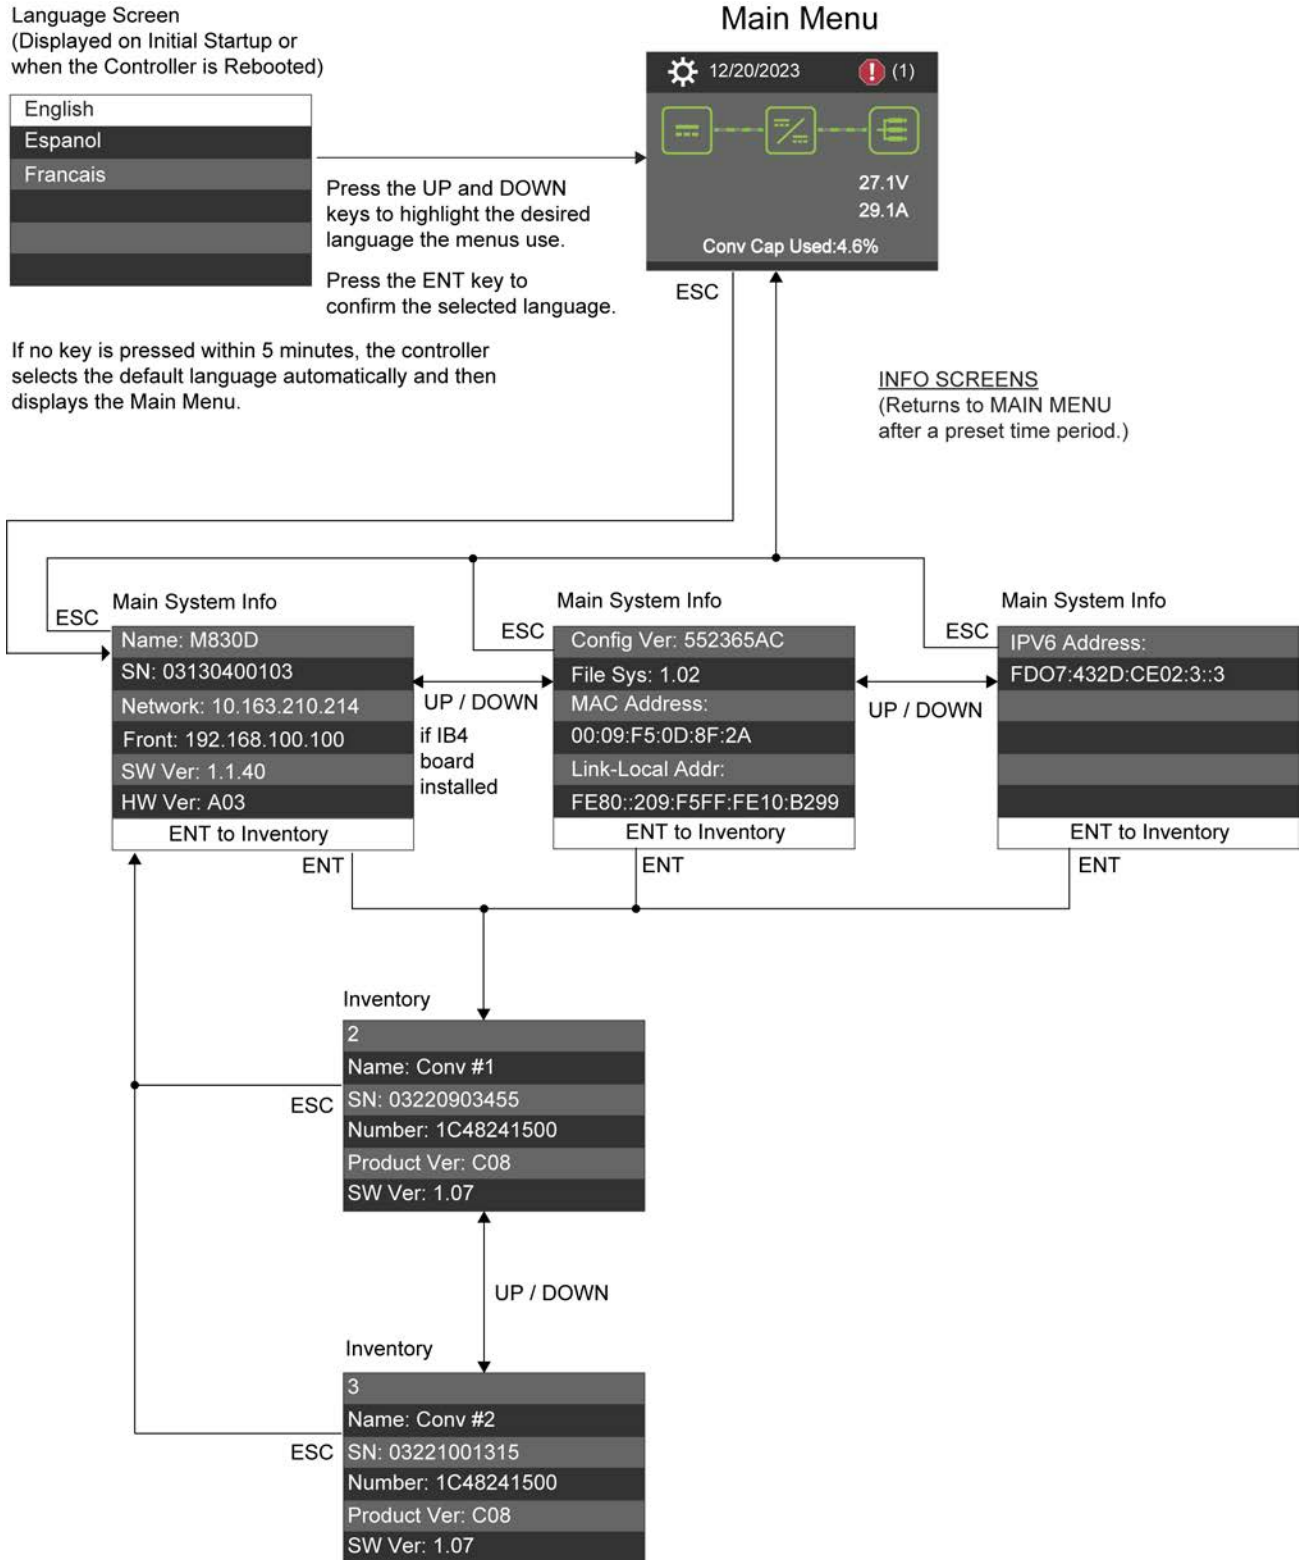 Language Screen
(Displayed on Initial Startup or
when the Controller is Rebooted)
English
Espanol
Francais
Press the UP and DOWN
keys to highlight the desired
language the menus use.
Press the ENT key to
confirm the selected language.
If no key is pressed within 5 minutes, the controller
selects the default language automatically and then
displays the Main Menu.
Main Menu
12/20/2023
(1)
27.1V
29.1A
Conv Cap Used:4.6%
ESC
INFO SCREENS
(Returns to MAIN MENU
after a preset time period.)
ESC
Main System Info
Name: M830D
SN: 03130400103
Network: 10.163.210.214
Front: 192.168.100.100
SW Ver: 1.1.40
HW Ver: A03
ENT to Inventory
ENT
UP / DOWN
if IB4
board
installed
ESC
Main System Info
Config Ver: 552365AC
File Sys: 1.02
MAC Address:
00:09:F5:0D:8F:2A
Link-Local Addr:
FE80::209:F5FF:FE10:B299
ENT to Inventory
ENT
UP / DOWN
ESC
Main System Info
IPV6 Address:
FDO7:432D:CE02:3::3
ENT to Inventory
ENT
Inventory
2
Name: Conv #1
SN: 03220903455
Number: 1C48241500
Product Ver: C08
SW Ver: 1.07
ESC
UP / DOWN
Inventory
3
Name: Conv #2
SN: 03221001315
Number: 1C48241500
Product Ver: C08
SW Ver: 1.07
ESC